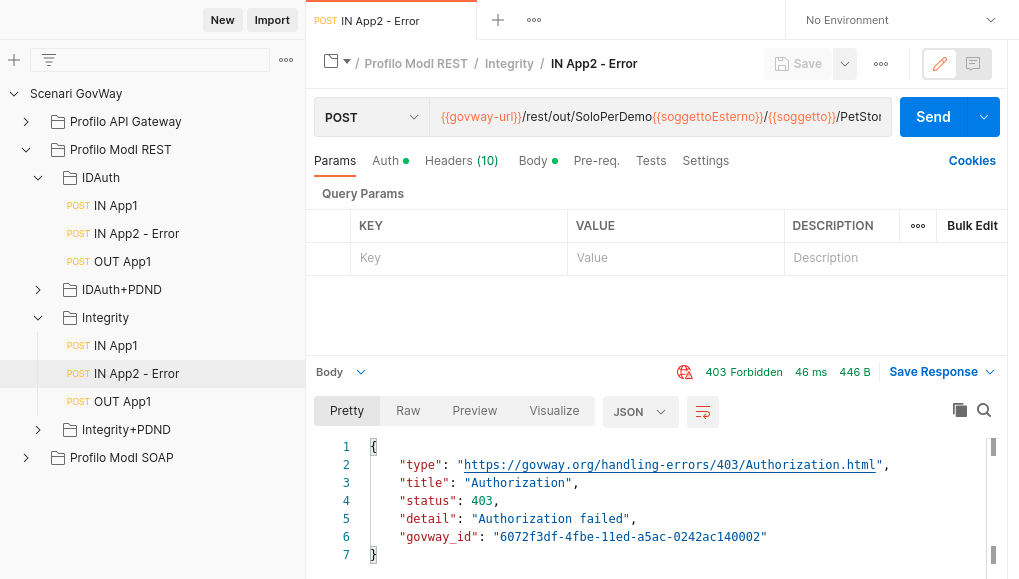 New Import
POST IN App2 - Error
No Environment
Scenari GovWay
Profilo API Gateway
Profilo ModI REST
IDAuth
POST IN App1
POST IN App2 - Error
POST OUT App1
IDAuth+PDND
Integrity
POST IN App1
POST IN App2 - Error
POST OUT App1
Integrity+PDND
Profilo ModI SOAP
/ Profilo ModI REST / Integrity / IN App2 - Error
Save
POST
{{govway-url}}/rest/out/SoloPerDemo{{soggettoEsterno}}/{{soggetto}}/PetStor
Send
Params Auth Headers (10) Body Pre-req. Tests Settings
Cookies
Query Params
KEY VALUE DESCRIPTION Bulk Edit
Key Value Description
Body
403 Forbidden 46 ms 446 B Save Response
Pretty Raw Preview Visualize JSON
1 {
2 "type": "https://govway.org/handling-errors/403/Authorization.html",
3 "title": "Authorization",
4 "status": 403,
5 "detail": "Authorization failed",
6 "govway_id": "6072f3df-4fbe-11ed-a5ac-0242ac140002"
7 }